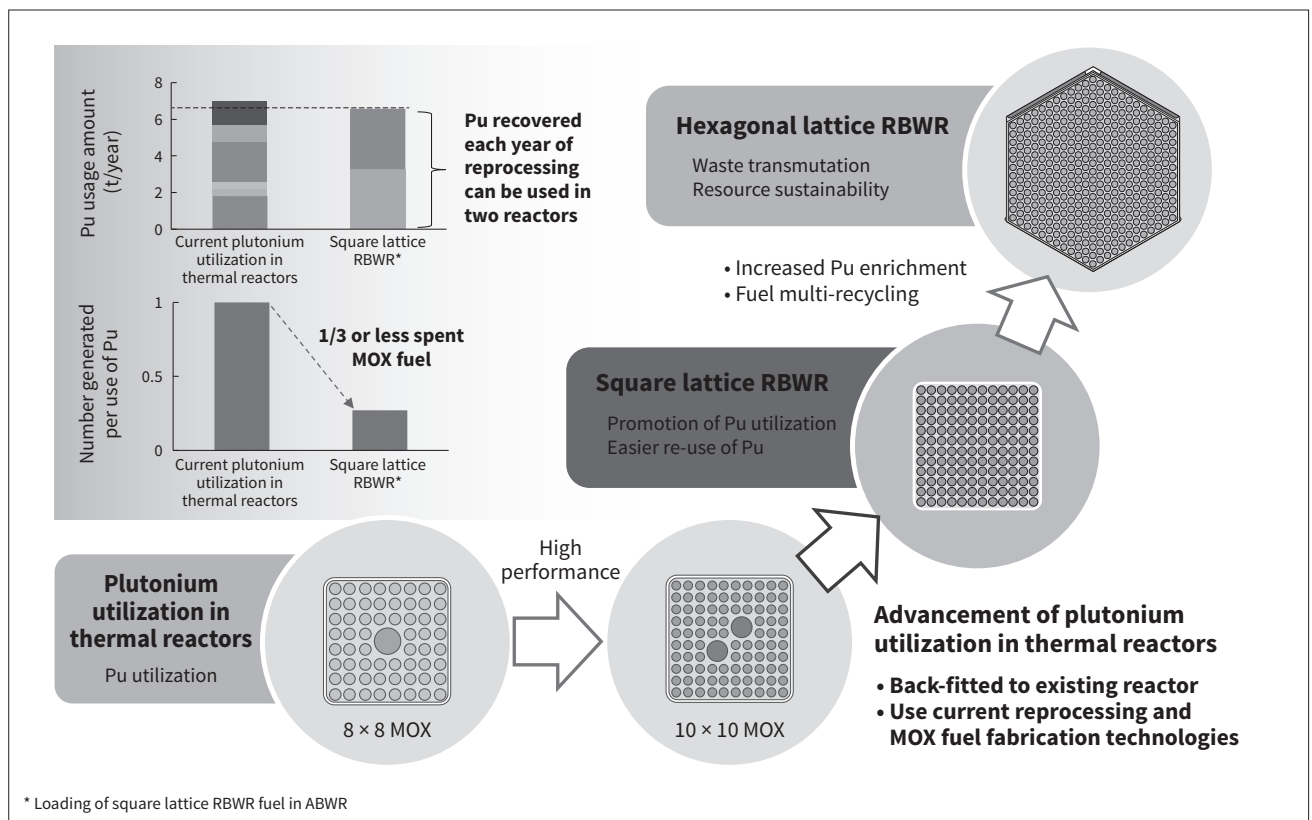 8
6
4
2
0
Pu usage amount
(t/year)
Current plutonium
utilization in
thermal reactors
Square lattice
RBWR*
Pu recovered
each year of
reprocessing
can be used in
two reactors
1
0.5
0
Number generated
per use of Pu
Current plutonium
utilization in
thermal reactors
Square lattice
RBWR*
1/3 or less spent
MOX fuel
Hexagonal lattice RBWR
Waste transmutation
Resource sustainability
• Increased Pu enrichment
• Fuel multi-recycling
Square lattice RBWR
Promotion of Pu utilization
Easier re-use of Pu
Plutonium
utilization in
thermal reactors
Pu utilization
8 × 8 MOX
High
performance
10 × 10 MOX
Advancement of plutonium
utilization in thermal reactors
• Back-fitted to existing reactor
• Use current reprocessing and
MOX fuel fabrication technologies
* Loading of square lattice RBWR fuel in ABWR